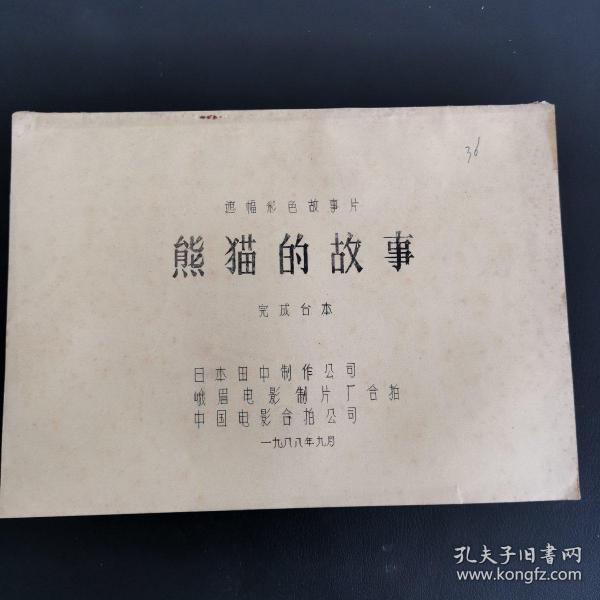 36
遮幅彩色故事片
熊猫的故事
完成台本
日本田中制作公司
峨眉电影制片厂合拍
中国电影合拍公司
一九八八年九月
孔夫子旧书网
www.kongfz.com